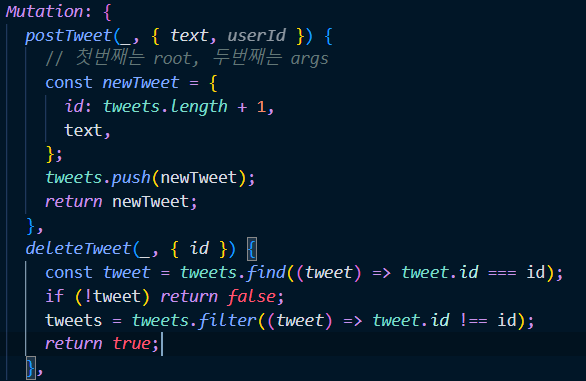 Mutation: {
postTweet(_, { text, userId }) {
// 첫번째는 root, 두번째는 args
const newTweet = {
id: tweets.length + 1,
text,
};
tweets.push(newTweet);
return newTweet;
},
deleteTweet(_, { id }) {
const tweet = tweets.find((tweet) => tweet.id === id);
if (!tweet) return false;
tweets = tweets.filter((tweet) => tweet.id !== id);
return true;
},